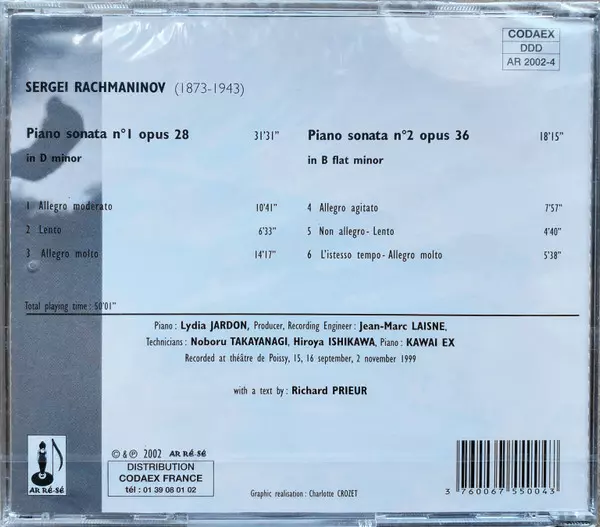 CODAEX
DDD
AR 2002-4
SERGEI RACHMANINOV (1873-1943)
Piano sonata n°1 opus 28 31'31"
in D minor
1 Allegro moderato 10'41"
2 Lento 6'33"
3 Allegro molto 14'17"
Piano sonata n°2 opus 36 18'15"
in B flat minor
4 Allegro agitato 7'57"
5 Non allegro - Lento 4'40"
6 L'istesso tempo - Allegro molto 5'38"
Total playing time : 50'01"
Piano : Lydia JARDON, Producer, Recording Engineer : Jean-Marc LAISNE,
Technicians : Noboru TAKAYANAGI, Hiroya ISHIKAWA, Piano : KAWAI EX
Recorded at théâtre de Poissy, 15, 16 september, 2 november 1999
with a text by : Richard PRIEUR
AR RÉ-SÉ
© & ℗ 2002 AR RÉ-SÉ
DISTRIBUTION
CODAEX FRANCE
tél : 01 39 08 01 02
Graphic realisation : Charlotte CROZET
3 760067 550043